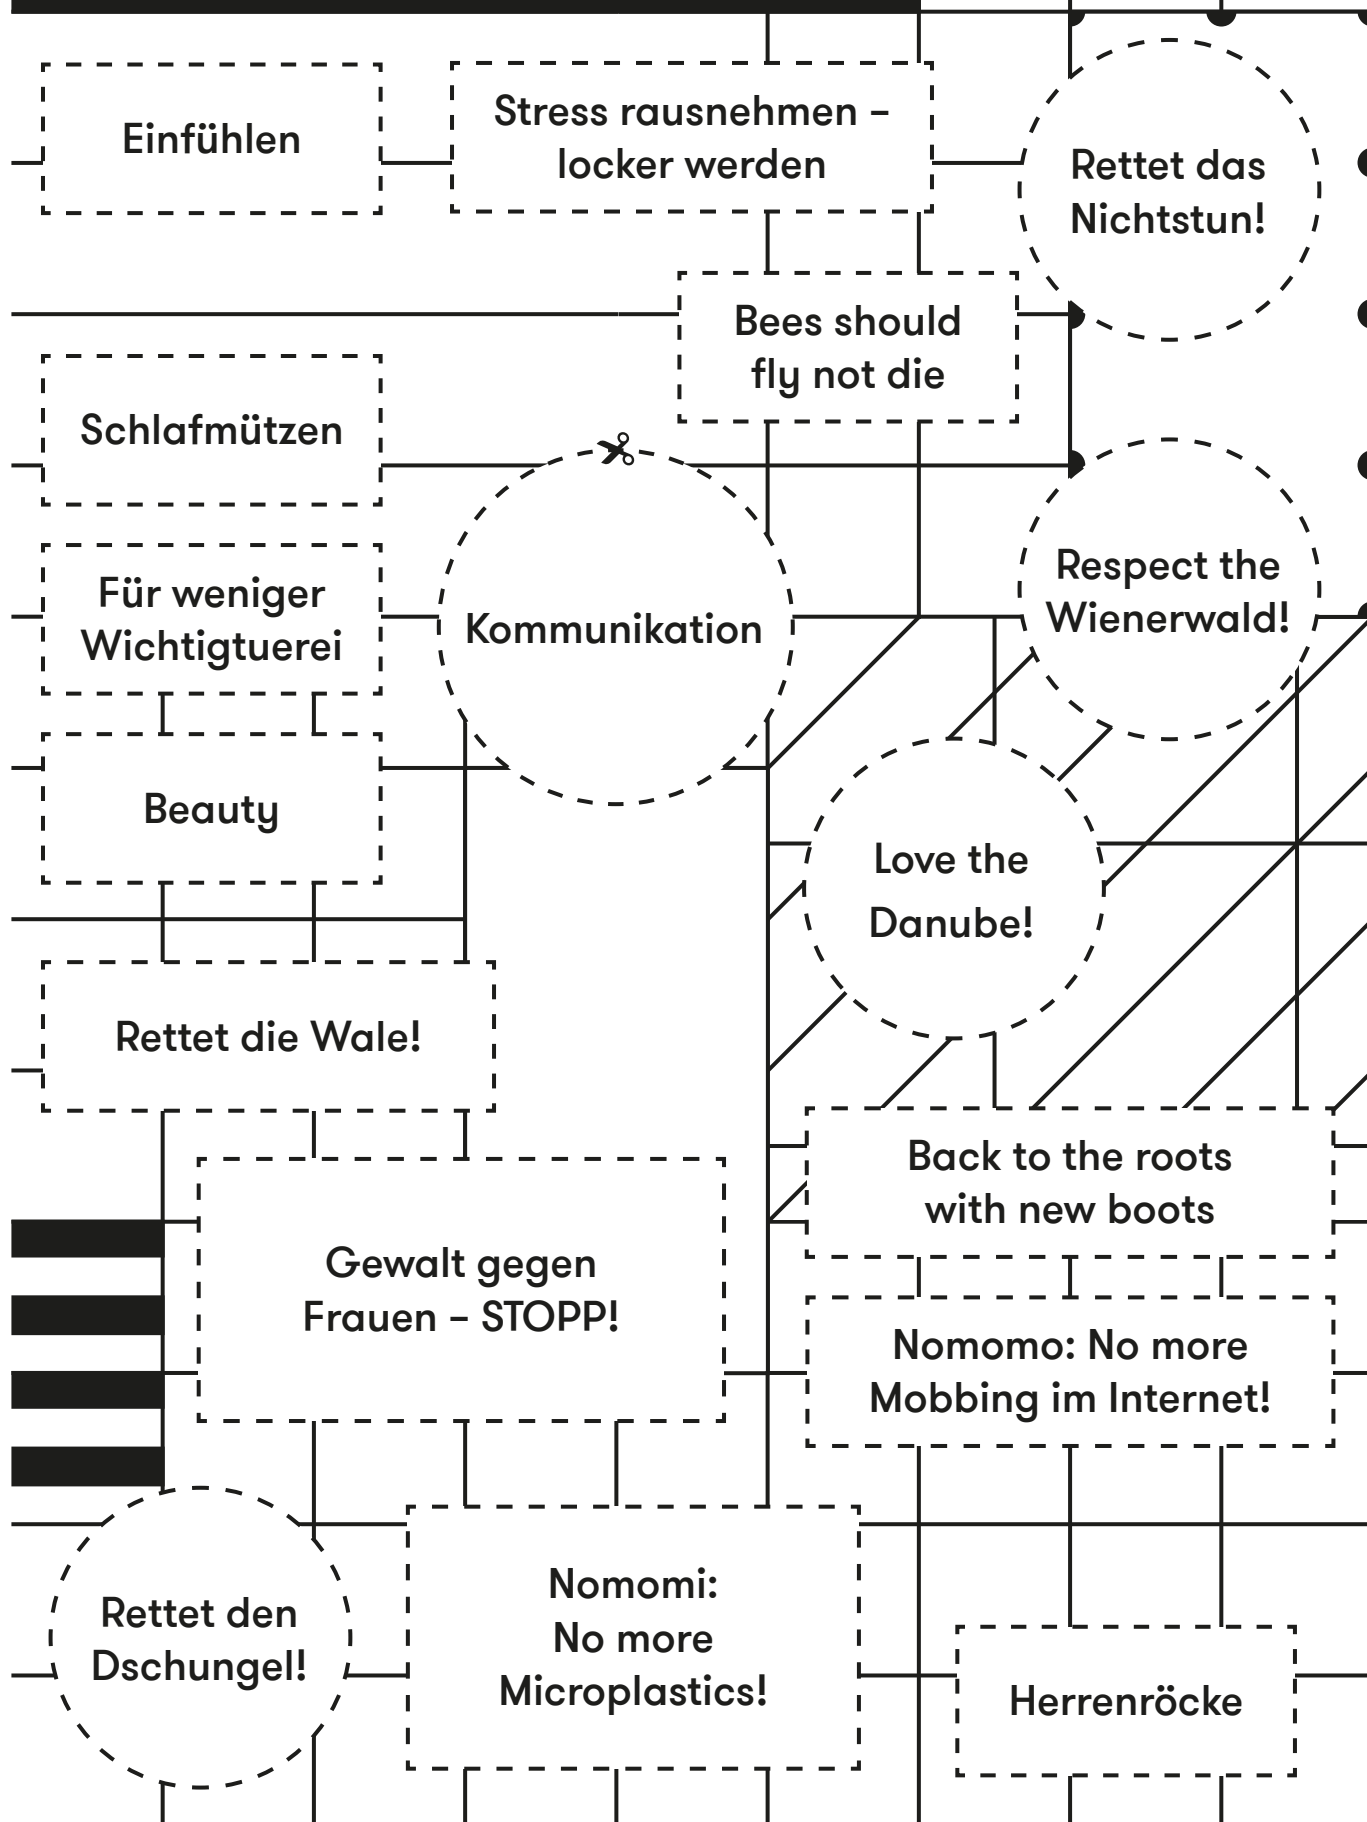 Einfühlen
Stress rausnehmen –
locker werden
Rettet das
Nichtstun!
Bees should
fly not die
Schlafmützen
Für weniger
Wichtigtuerei
Kommunikation
Respect the
Wienerwald!
Beauty
Love the
Danube!
Rettet die Wale!
Back to the roots
with new boots
Gewalt gegen
Frauen – STOPP!
Nomomo: No more
Mobbing im Internet!
Rettet den
Dschungel!
Nomomi:
No more
Microplastics!
Herrenröcke